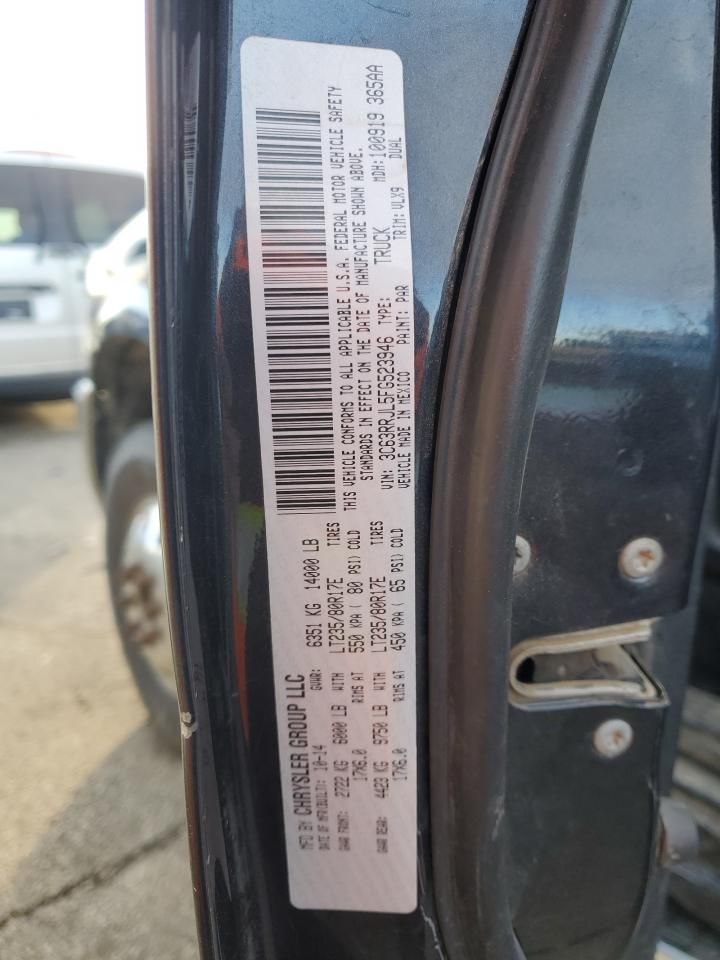 MFD BY CHRYSLER GROUP LLC
DATE OF MFR(BUILT): 10-14 GVWR: 6351 KG 14000 LB
GAWR FRONT: 2722 KG 6000 LB WITH LT235/80R17E TIRES
17X6.0 RIMS AT 550 KPA ( 80 PSI) COLD
GAWR REAR: 4423 KG 9750 LB WITH LT235/80R17E TIRES
17X6.0 RIMS AT 450 KPA ( 65 PSI) COLD
THIS VEHICLE CONFORMS TO ALL APPLICABLE U.S.A. FEDERAL MOTOR VEHICLE SAFETY
STANDARDS IN EFFECT ON THE DATE OF MANUFACTURE SHOWN ABOVE.
VIN: 3C63RRJL5FG523946 TYPE: TRUCK MDH: 100919 365AA
DUAL
VEHICLE MADE IN MEXICO PAINT: PAR TRIM: VLX9